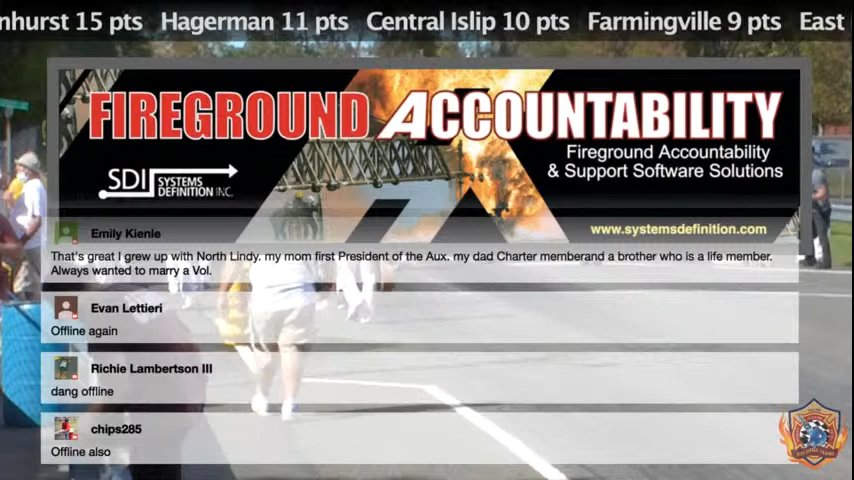 nhurst 15 pts Hagerman 11 pts Central Islip 10 pts Farmingville 9 pts East
FIREGROUND ACCOUNTABILITY
Fireground Accountability
& Support Software Solutions
SDI SYSTEMS
DEFINITION INC.
www.systemsdefinition.com
Emily Kienle
That's great I grew up with North Lindy. my mom first President of the Aux. my dad Charter memberand a brother who is a life member.
Always wanted to marry a Vol.
Evan Lettieri
Offline again
Richie Lambertson III
dang offline
chips285
Offline also